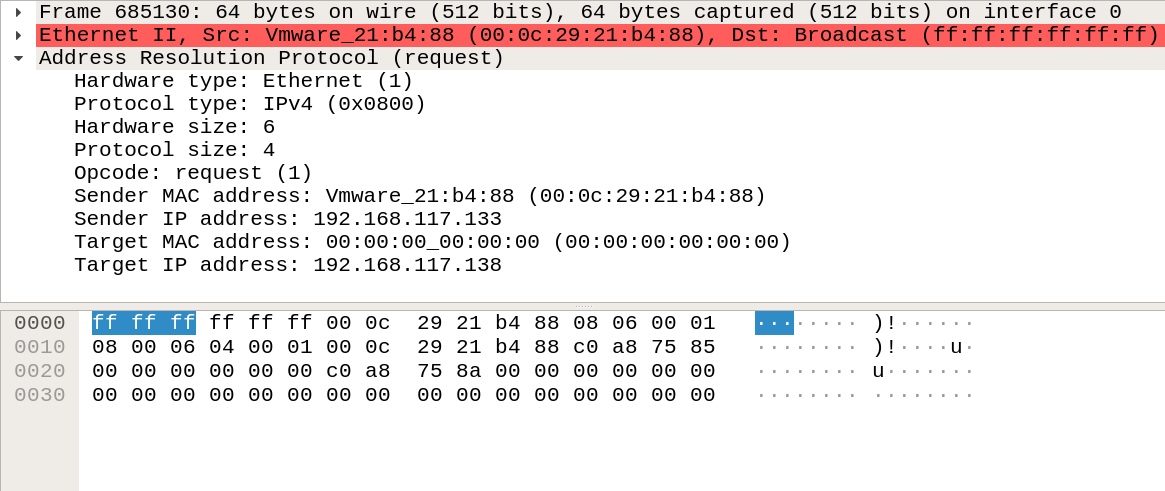 Frame 685130: 64 bytes on wire (512 bits), 64 bytes captured (512 bits) on interface 0
Ethernet II, Src: Vmware_21:b4:88 (00:0c:29:21:b4:88), Dst: Broadcast (ff:ff:ff:ff:ff:ff)
Address Resolution Protocol (request)
Hardware type: Ethernet (1)
Protocol type: IPv4 (0x0800)
Hardware size: 6
Protocol size: 4
Opcode: request (1)
Sender MAC address: Vmware_21:b4:88 (00:0c:29:21:b4:88)
Sender IP address: 192.168.117.133
Target MAC address: 00:00:00_00:00:00 (00:00:00:00:00:00)
Target IP address: 192.168.117.138
0000 ff ff ff ff ff ff 00 0c 29 21 b4 88 08 06 00 01 ········ )!······
0010 08 00 06 04 00 01 00 0c 29 21 b4 88 c0 a8 75 85 ········ )!····u·
0020 00 00 00 00 00 00 c0 a8 75 8a 00 00 00 00 00 00 ········ u·······
0030 00 00 00 00 00 00 00 00 00 00 00 00 00 00 00 00 ········ ········